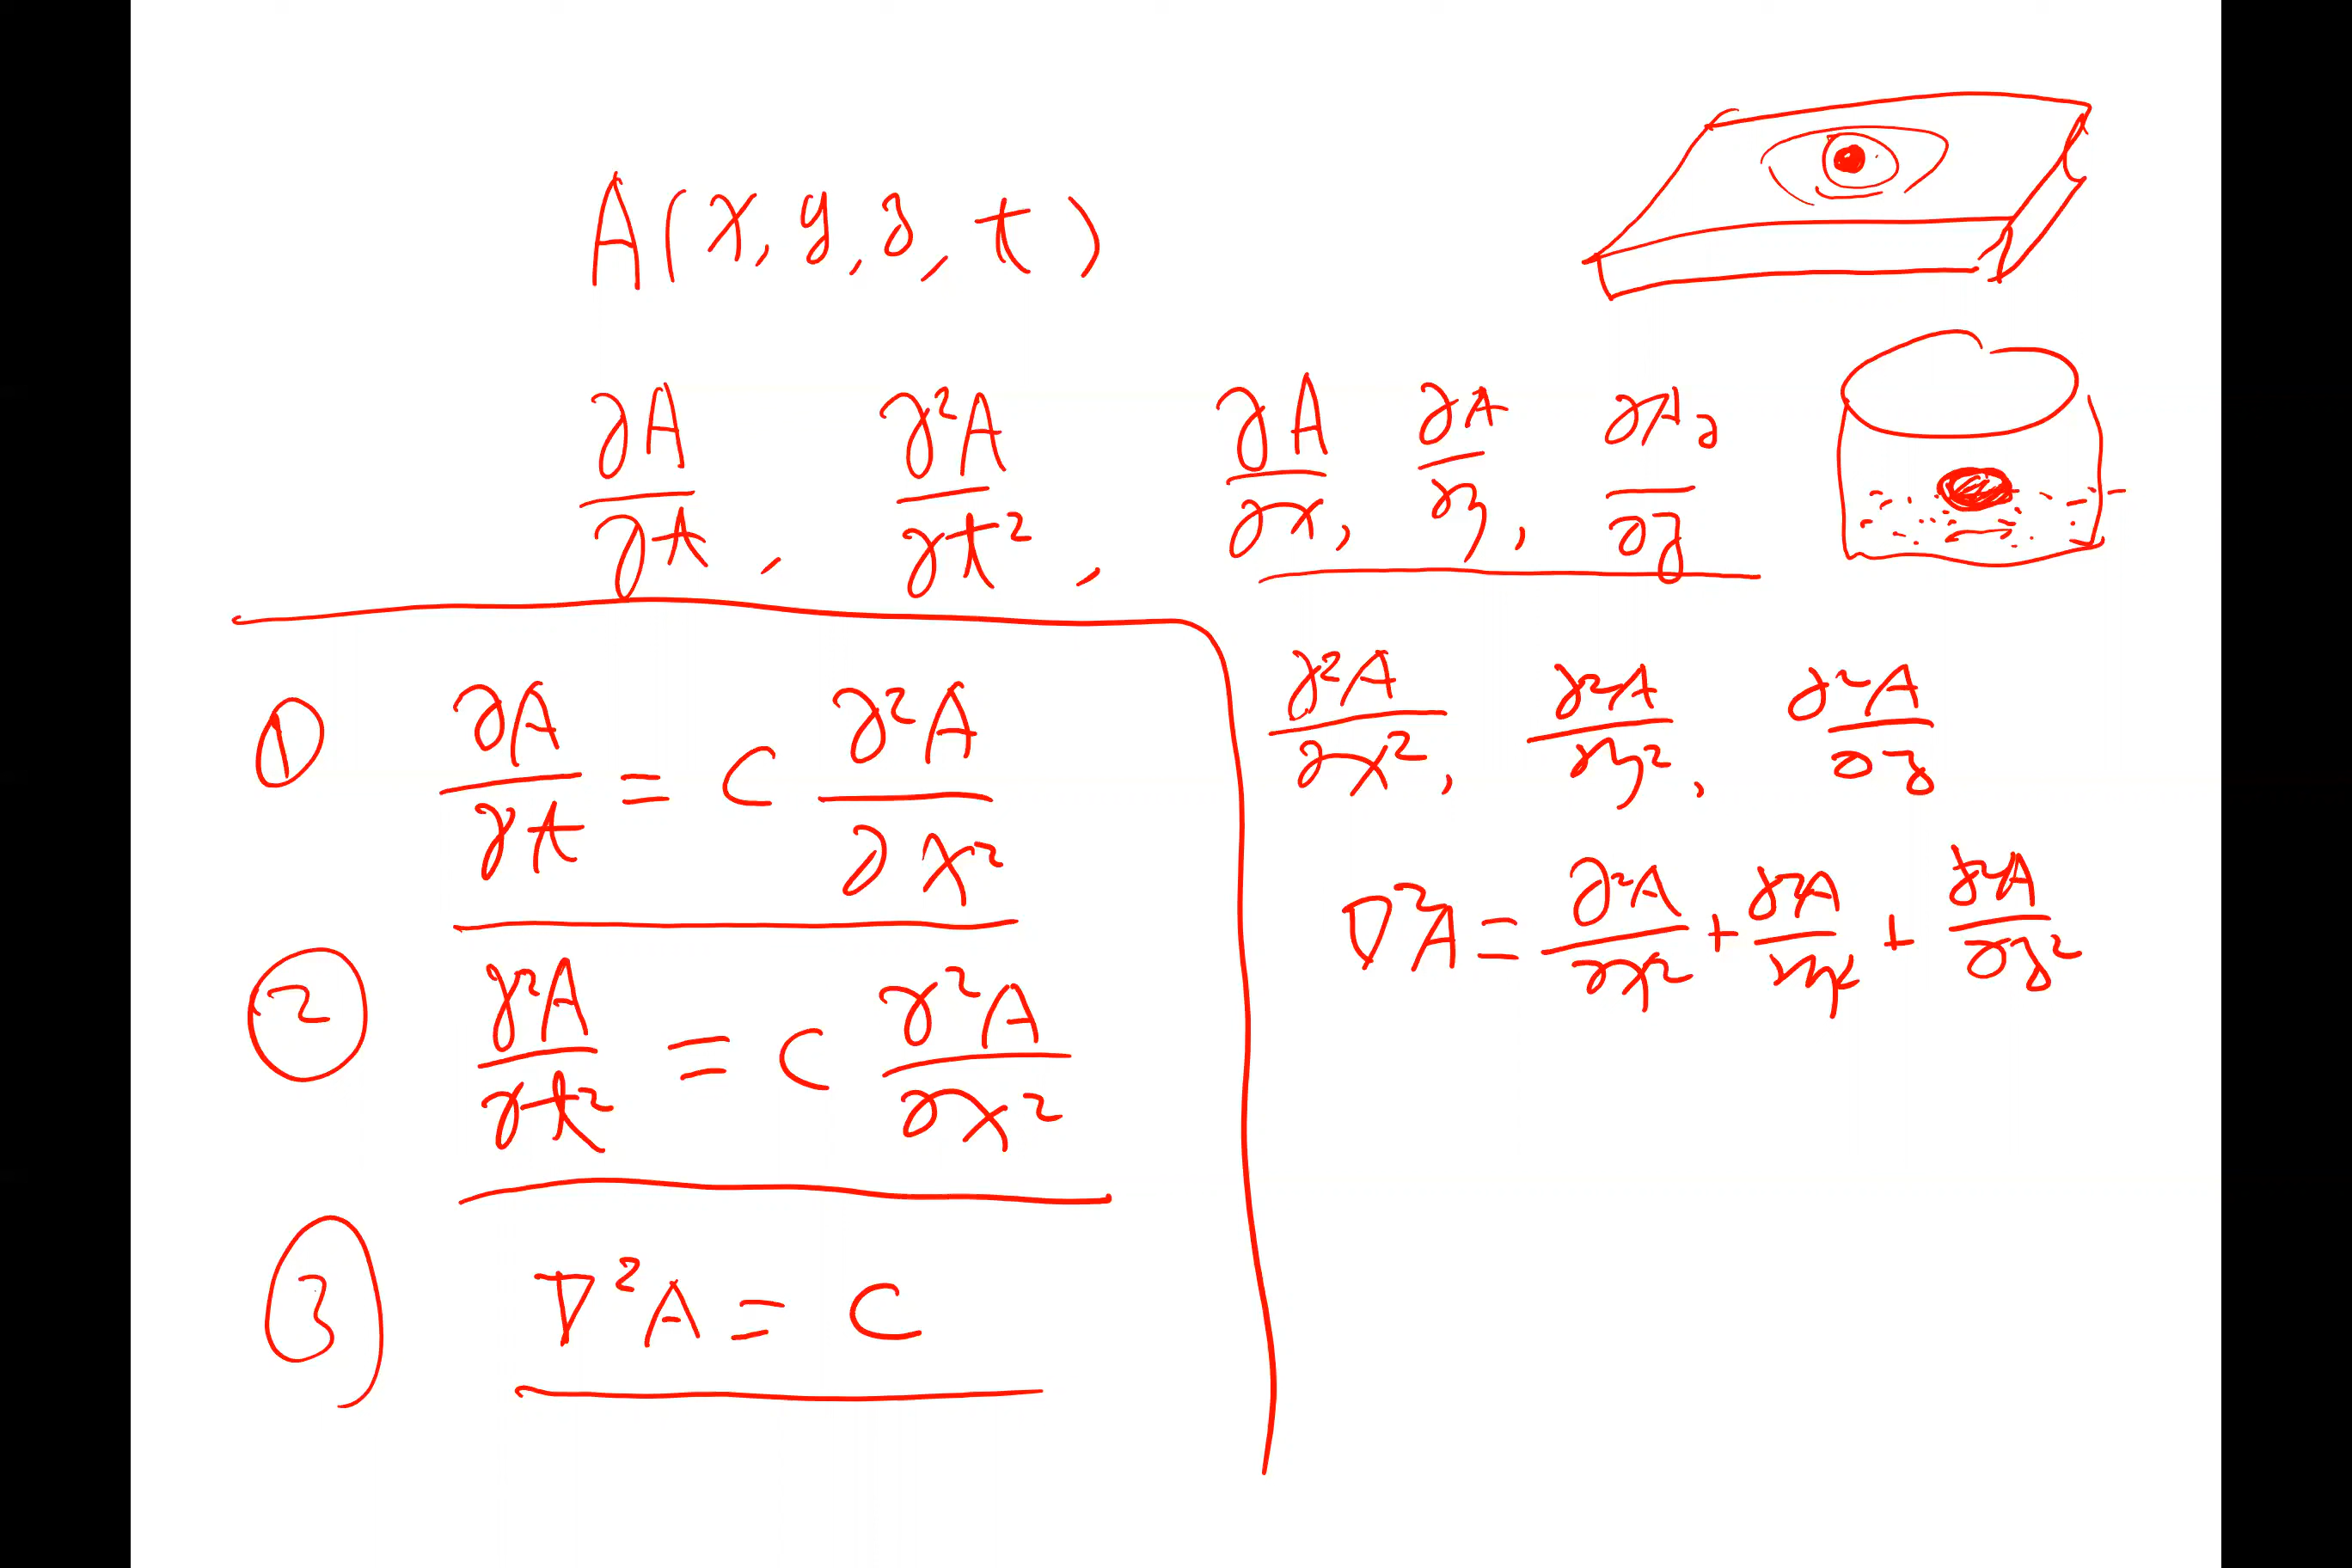 A(x, y, z, t)
∂A/∂t, ∂²A/∂t², ∂A/∂x, ∂A/∂y, ∂A/∂z
① ∂A/∂t = C ∂²A/∂x²
② ∂²A/∂t² = C ∂²A/∂x²
③ ∇²A = C
∂²A/∂x², ∂²A/∂y², ∂²A/∂z
∇²A = ∂²A/∂x² + ∂²A/∂y² + ∂²A/∂z²